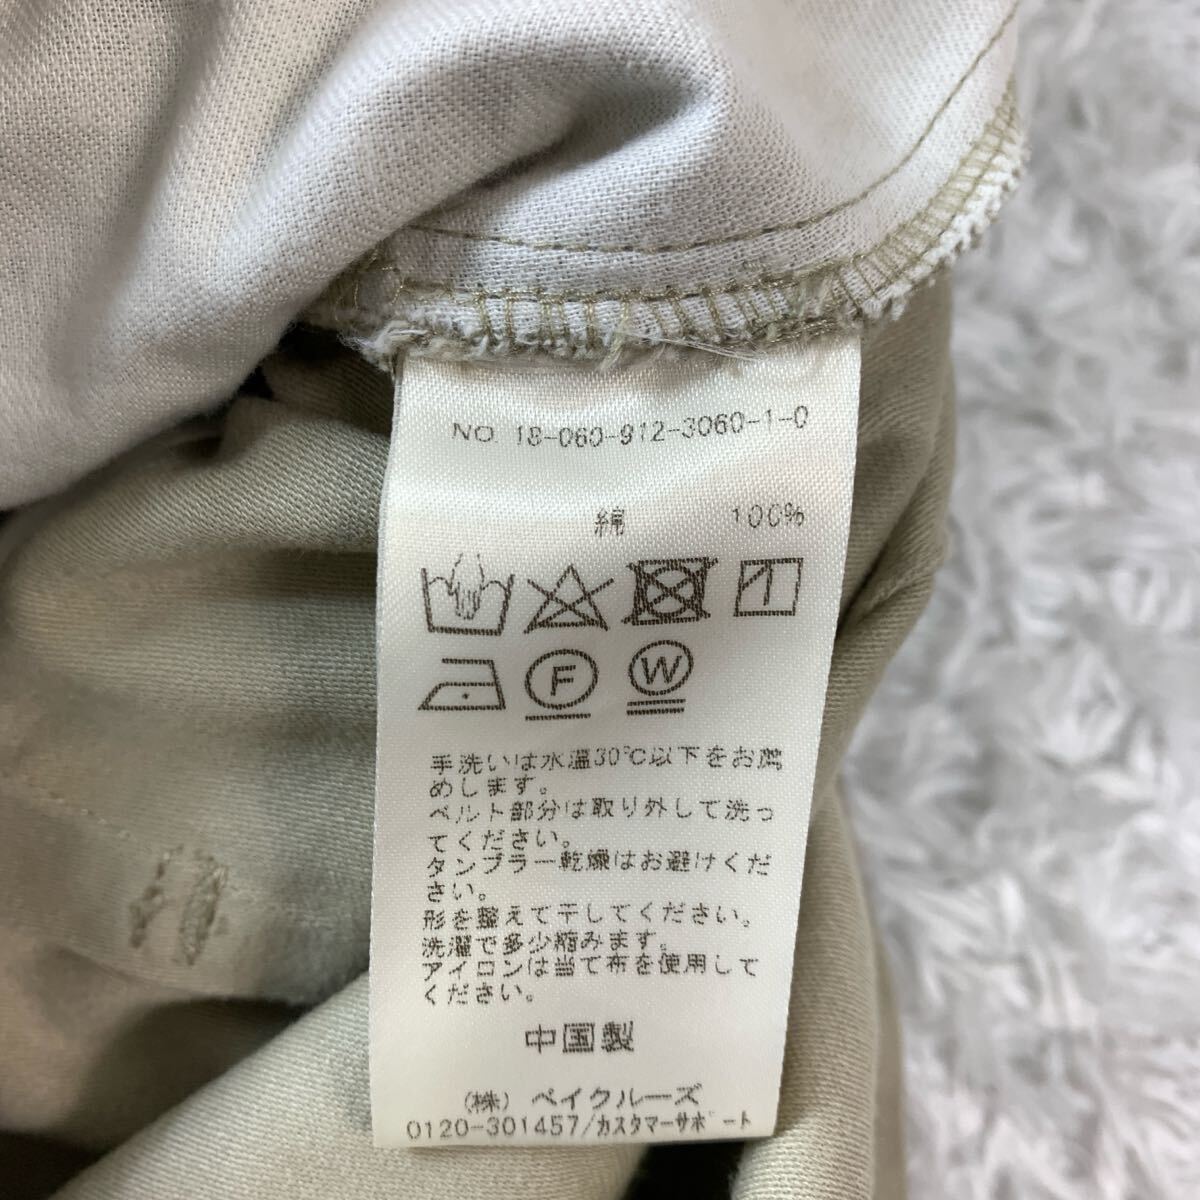 NO. 18-060-912-3060-1-0
綿 100%
F W
手洗いは水温30℃以下をお薦
めします。
ベルト部分は取り外して洗っ
てください。
タンブラー乾燥はお避けくだ
さい。
形を整えて干してください。
洗濯で多少縮みます。
アイロンは当て布を使用して
ください。
中国製
(株) ベイクルーズ
0120-301457/カスタマーサポート